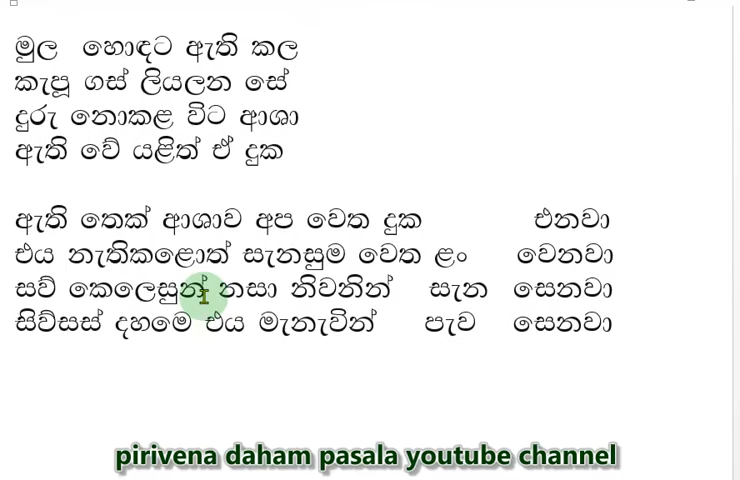 මුල හොඳට ඇති කල
කැපූ ගස් ලියලන සේ
දුරු නොකළ විට ආශා
ඇති වේ යළිත් ඒ දුක
ඇති තෙක් ආශාව අප වෙත දුක එනවා
එය නැතිකළොත් සැනසුම වෙත ළං වෙනවා
සව් කෙලෙසුන් නසා නිවනින් සැන සෙනවා
සිව්සස් දහමෙ එය මැනැවින් පැව සෙනවා
pirivena daham pasala youtube channel